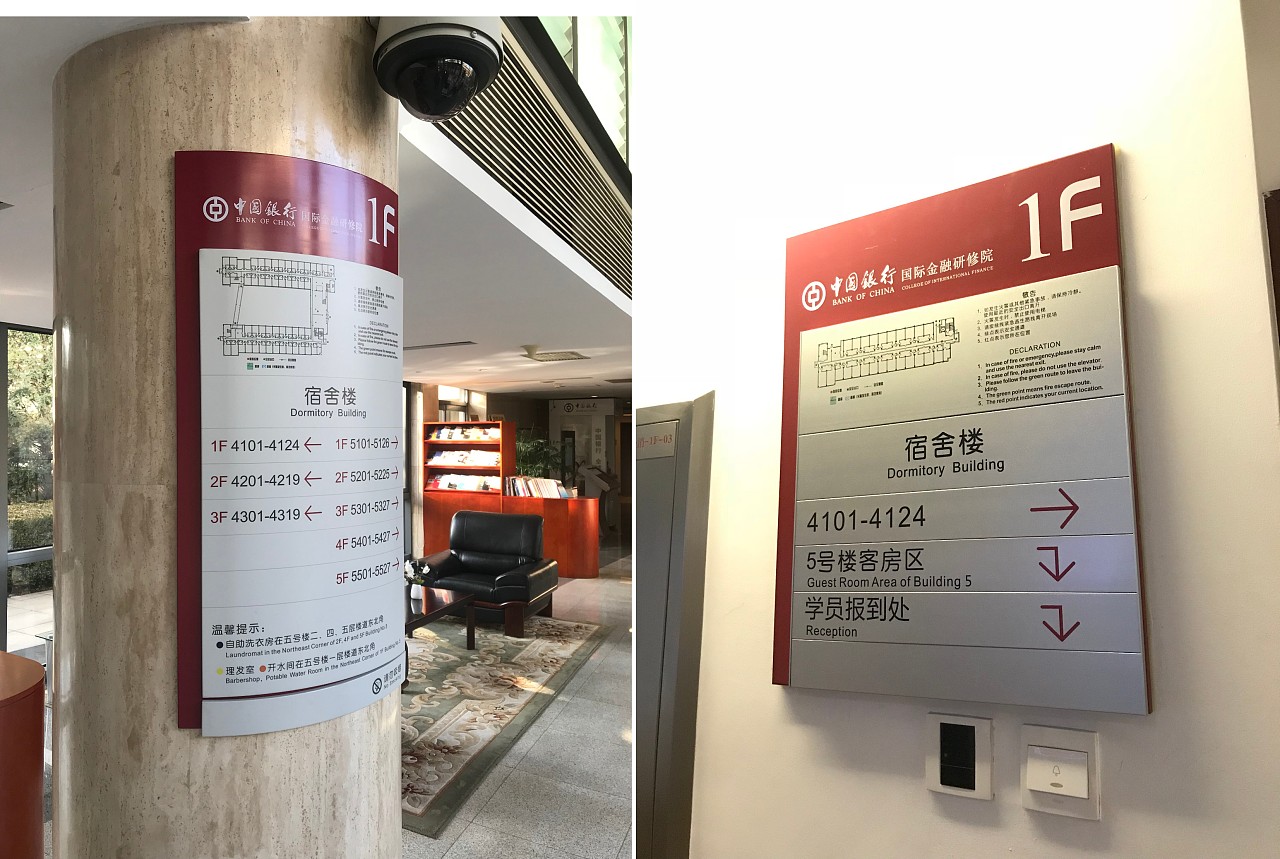 中国银行 国际金融研修院 1F
BANK OF CHINA
DECLARATION
宿舍楼
Dormitory Building
1F 4101-4124 ← 1F 5101-5126 →
2F 4201-4219 ← 2F 5201-5225 →
3F 4301-4319 ← 3F 5301-5327 →
4F 5401-5427 →
5F 5501-5527 →
温馨提示：
●自助洗衣房在五号楼二、四、五层楼道东北角
Laundromat in the Northeast Corner of 2F, 4F and 5F Building No.5
●理发室 ●开水间在五号楼一层楼道东北角
Barbershop, Potable Water Room in the Northeast Corner of 1F Building No.5
请勿吸烟
中国银行 国际金融研修院 1F
BANK OF CHINA COLLEGE OF INTERNATIONAL FINANCE
敬告
DECLARATION
1. In case of fire or emergency,please stay calm
and use the nearest exit.
2. In case of fire, please do not use the elevator.
3. Please follow the green route to leave the bui-
lding.
4. The green point means fire escape route.
5. The red point indicates your current location.
宿舍楼
Dormitory Building
4101-4124 →
5号楼客房区
Guest Room Area of Building 5
学员报到处
Reception